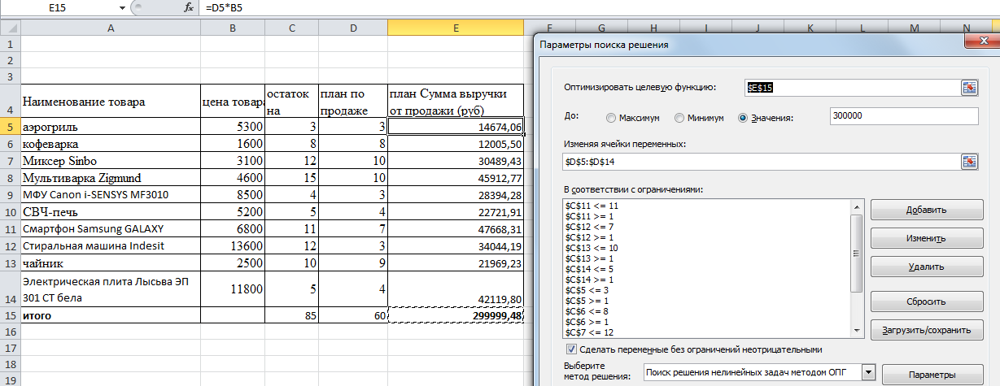 E15 fx =D5*B5
A B C D E F G H I J K L M N
Параметры поиска решения
1
2
3
4 Наименование товара цена товара остаток на план по продаже план Сумма выручки от продажи (руб)
5 аэрогриль 5300 3 3 14674,06
6 кофеварка 1600 8 8 12005,50
7 Миксер Sinbo 3100 12 10 30489,43
8 Мультиварка Zigmund 4600 15 10 45912,77
9 МФУ Canon i-SENSYS MF3010 8500 4 3 28394,28
10 СВЧ-печь 5200 5 4 22721,91
11 Смартфон Samsung GALAXY 6800 11 7 47668,31
12 Стиральная машина Indesit 13600 12 3 34044,19
13 чайник 2500 10 9 21969,23
14 Электрическая плита Лысьва ЭП 301 СТ бела 11800 5 4 42119,80
15 итого 85 60 299999,48
16
17
18
19
Оптимизировать целевую функцию: $E$15
До: Максимум Минимум Значения: 300000
Изменяя ячейки переменных:
$D$5:$D$14
В соответствии с ограничениями:
$C$11 <= 11
$C$11 >= 1
$C$12 <= 7
$C$12 >= 1
$C$13 <= 10
$C$13 >= 1
$C$14 <= 5
$C$14 >= 1
$C$5 <= 3
$C$5 >= 1
$C$6 <= 8
$C$6 >= 1
$C$7 <= 12
Добавить
Изменить
Удалить
Сбросить
Загрузить/сохранить
Сделать переменные без ограничений неотрицательными
Выберите
метод решения: Поиск решения нелинейных задач методом ОПГ Параметры